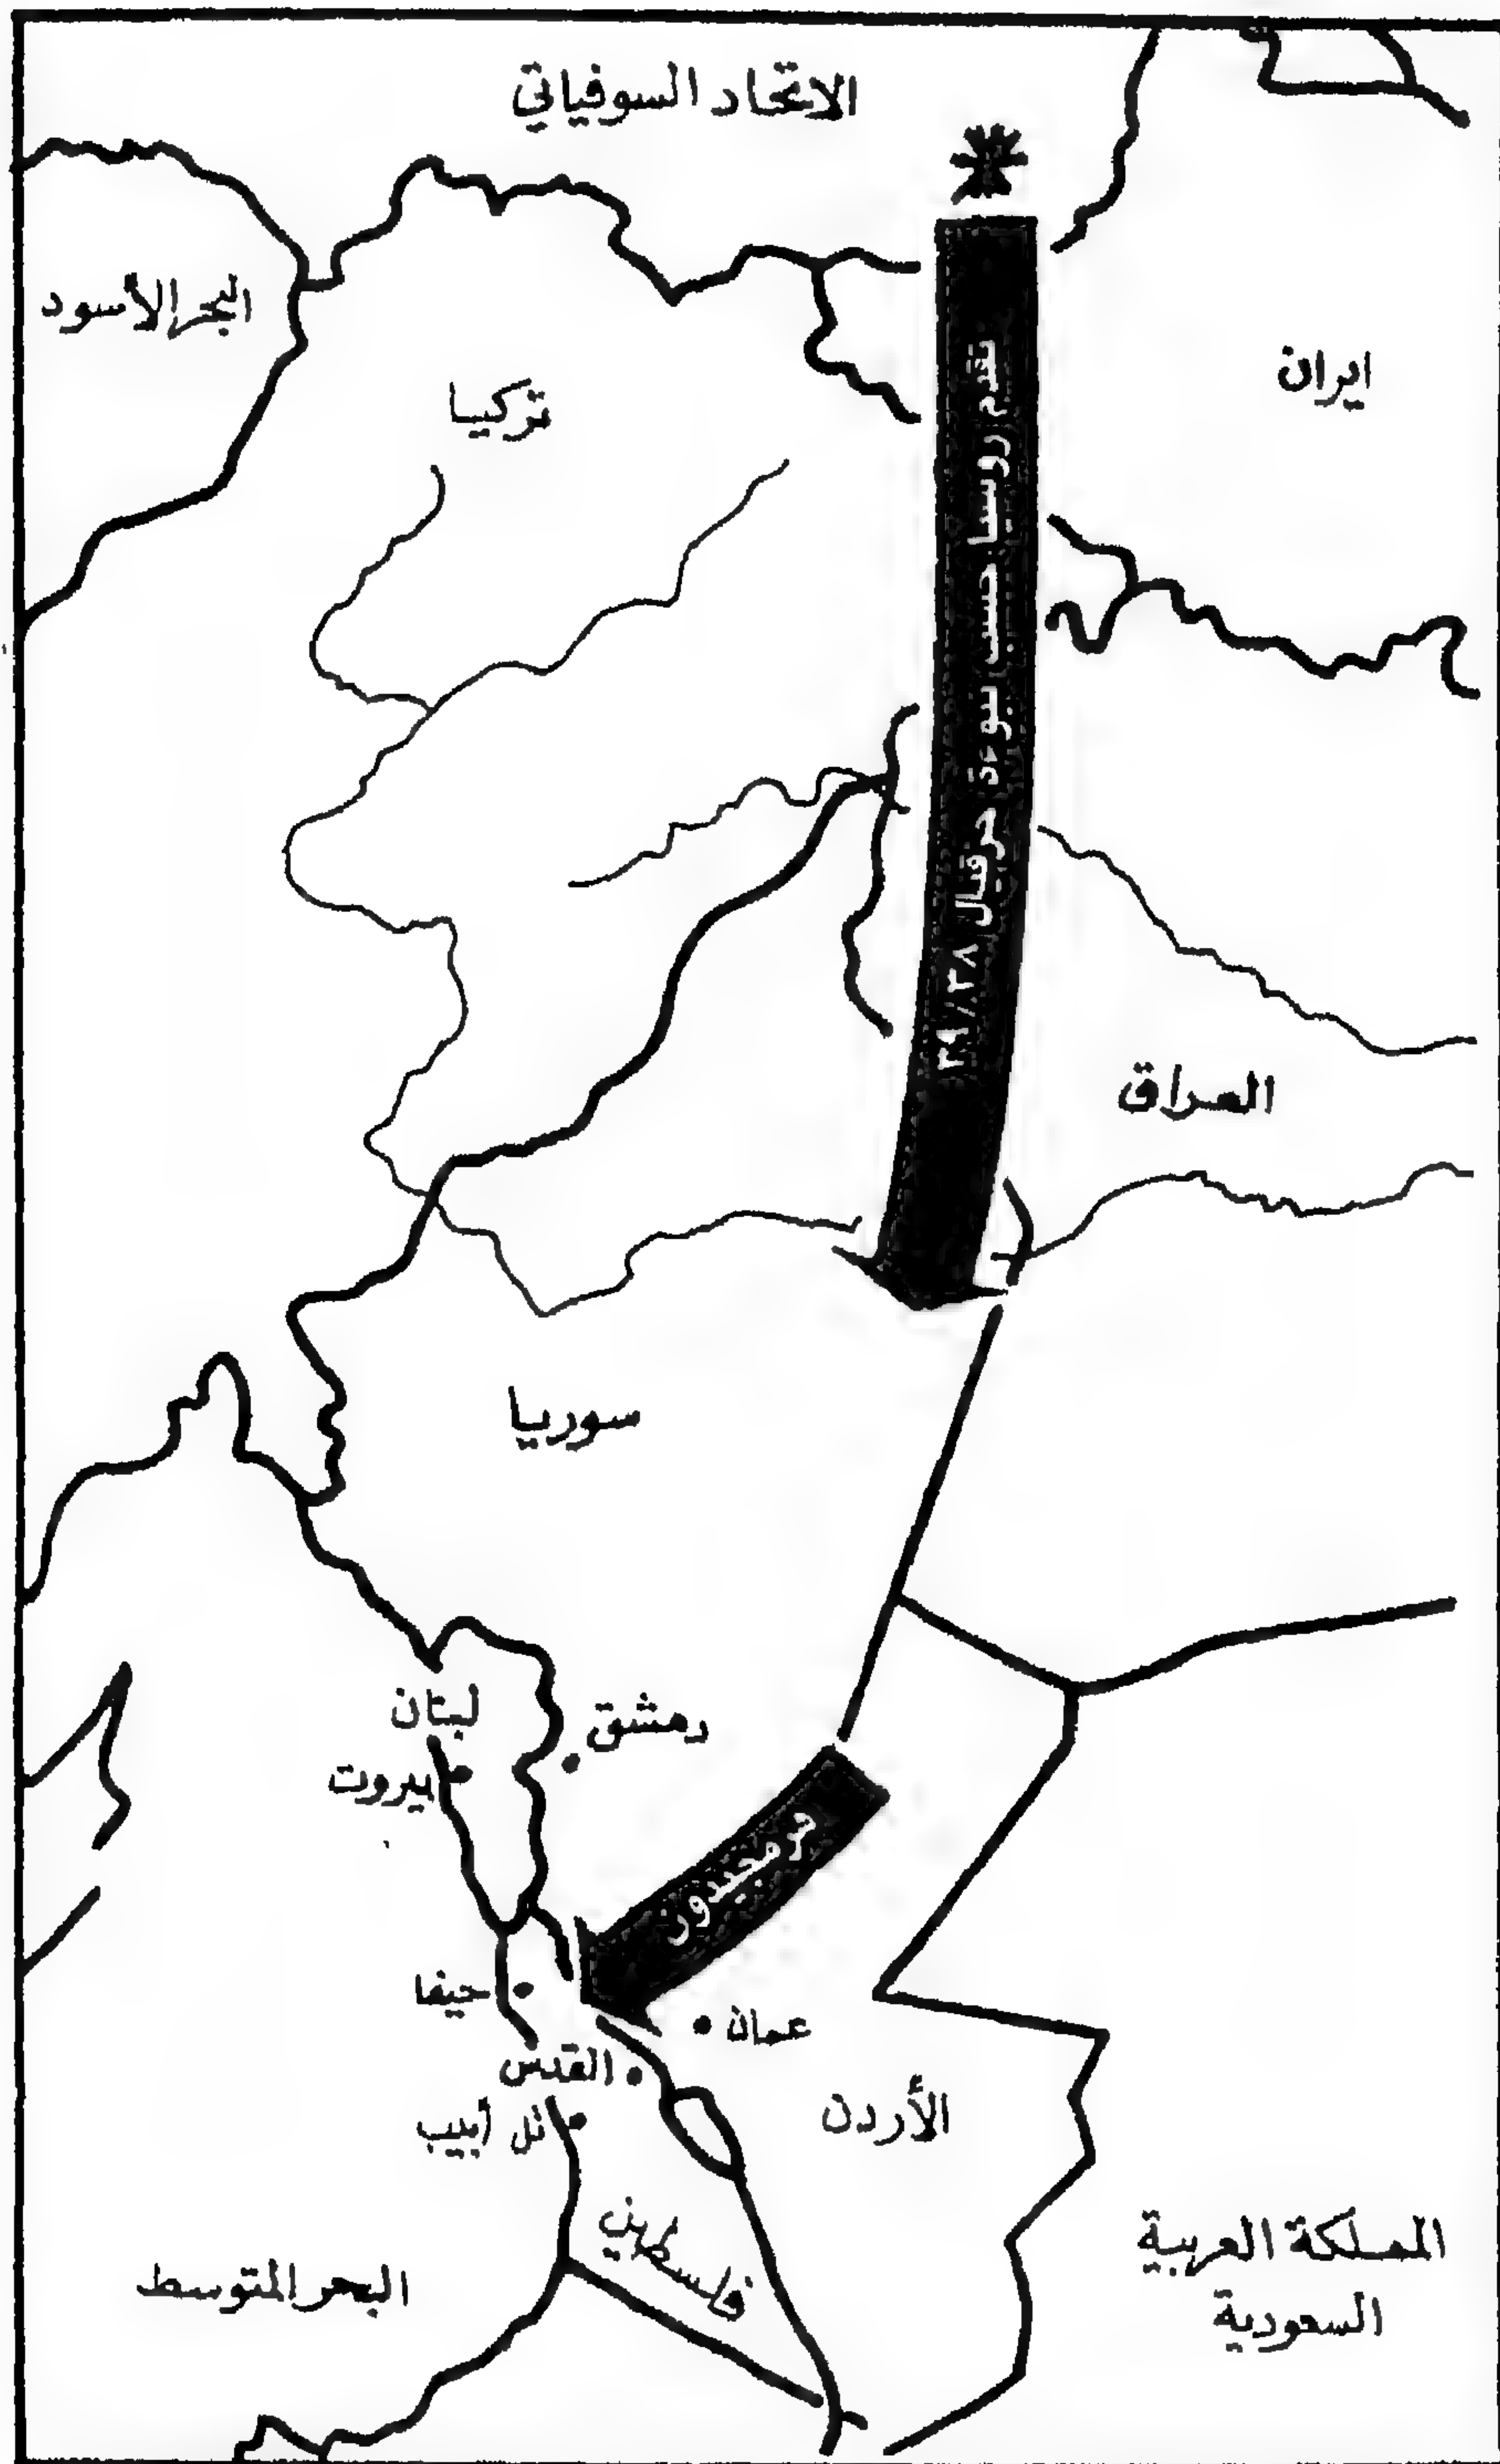 الاتحاد السوفياتي
البحر الأسود
تركيا
ايران
تقدم روسيا حسب نبوءة حزقيال ٣٩/٣٨
العراق
سوريا
لبنان
دمشق
بيروت
هرمجيدون
حيفا
عمان
القدس
تل أبيب
الأردن
فلسطين
المملكة العربية
السعودية
البحر المتوسط